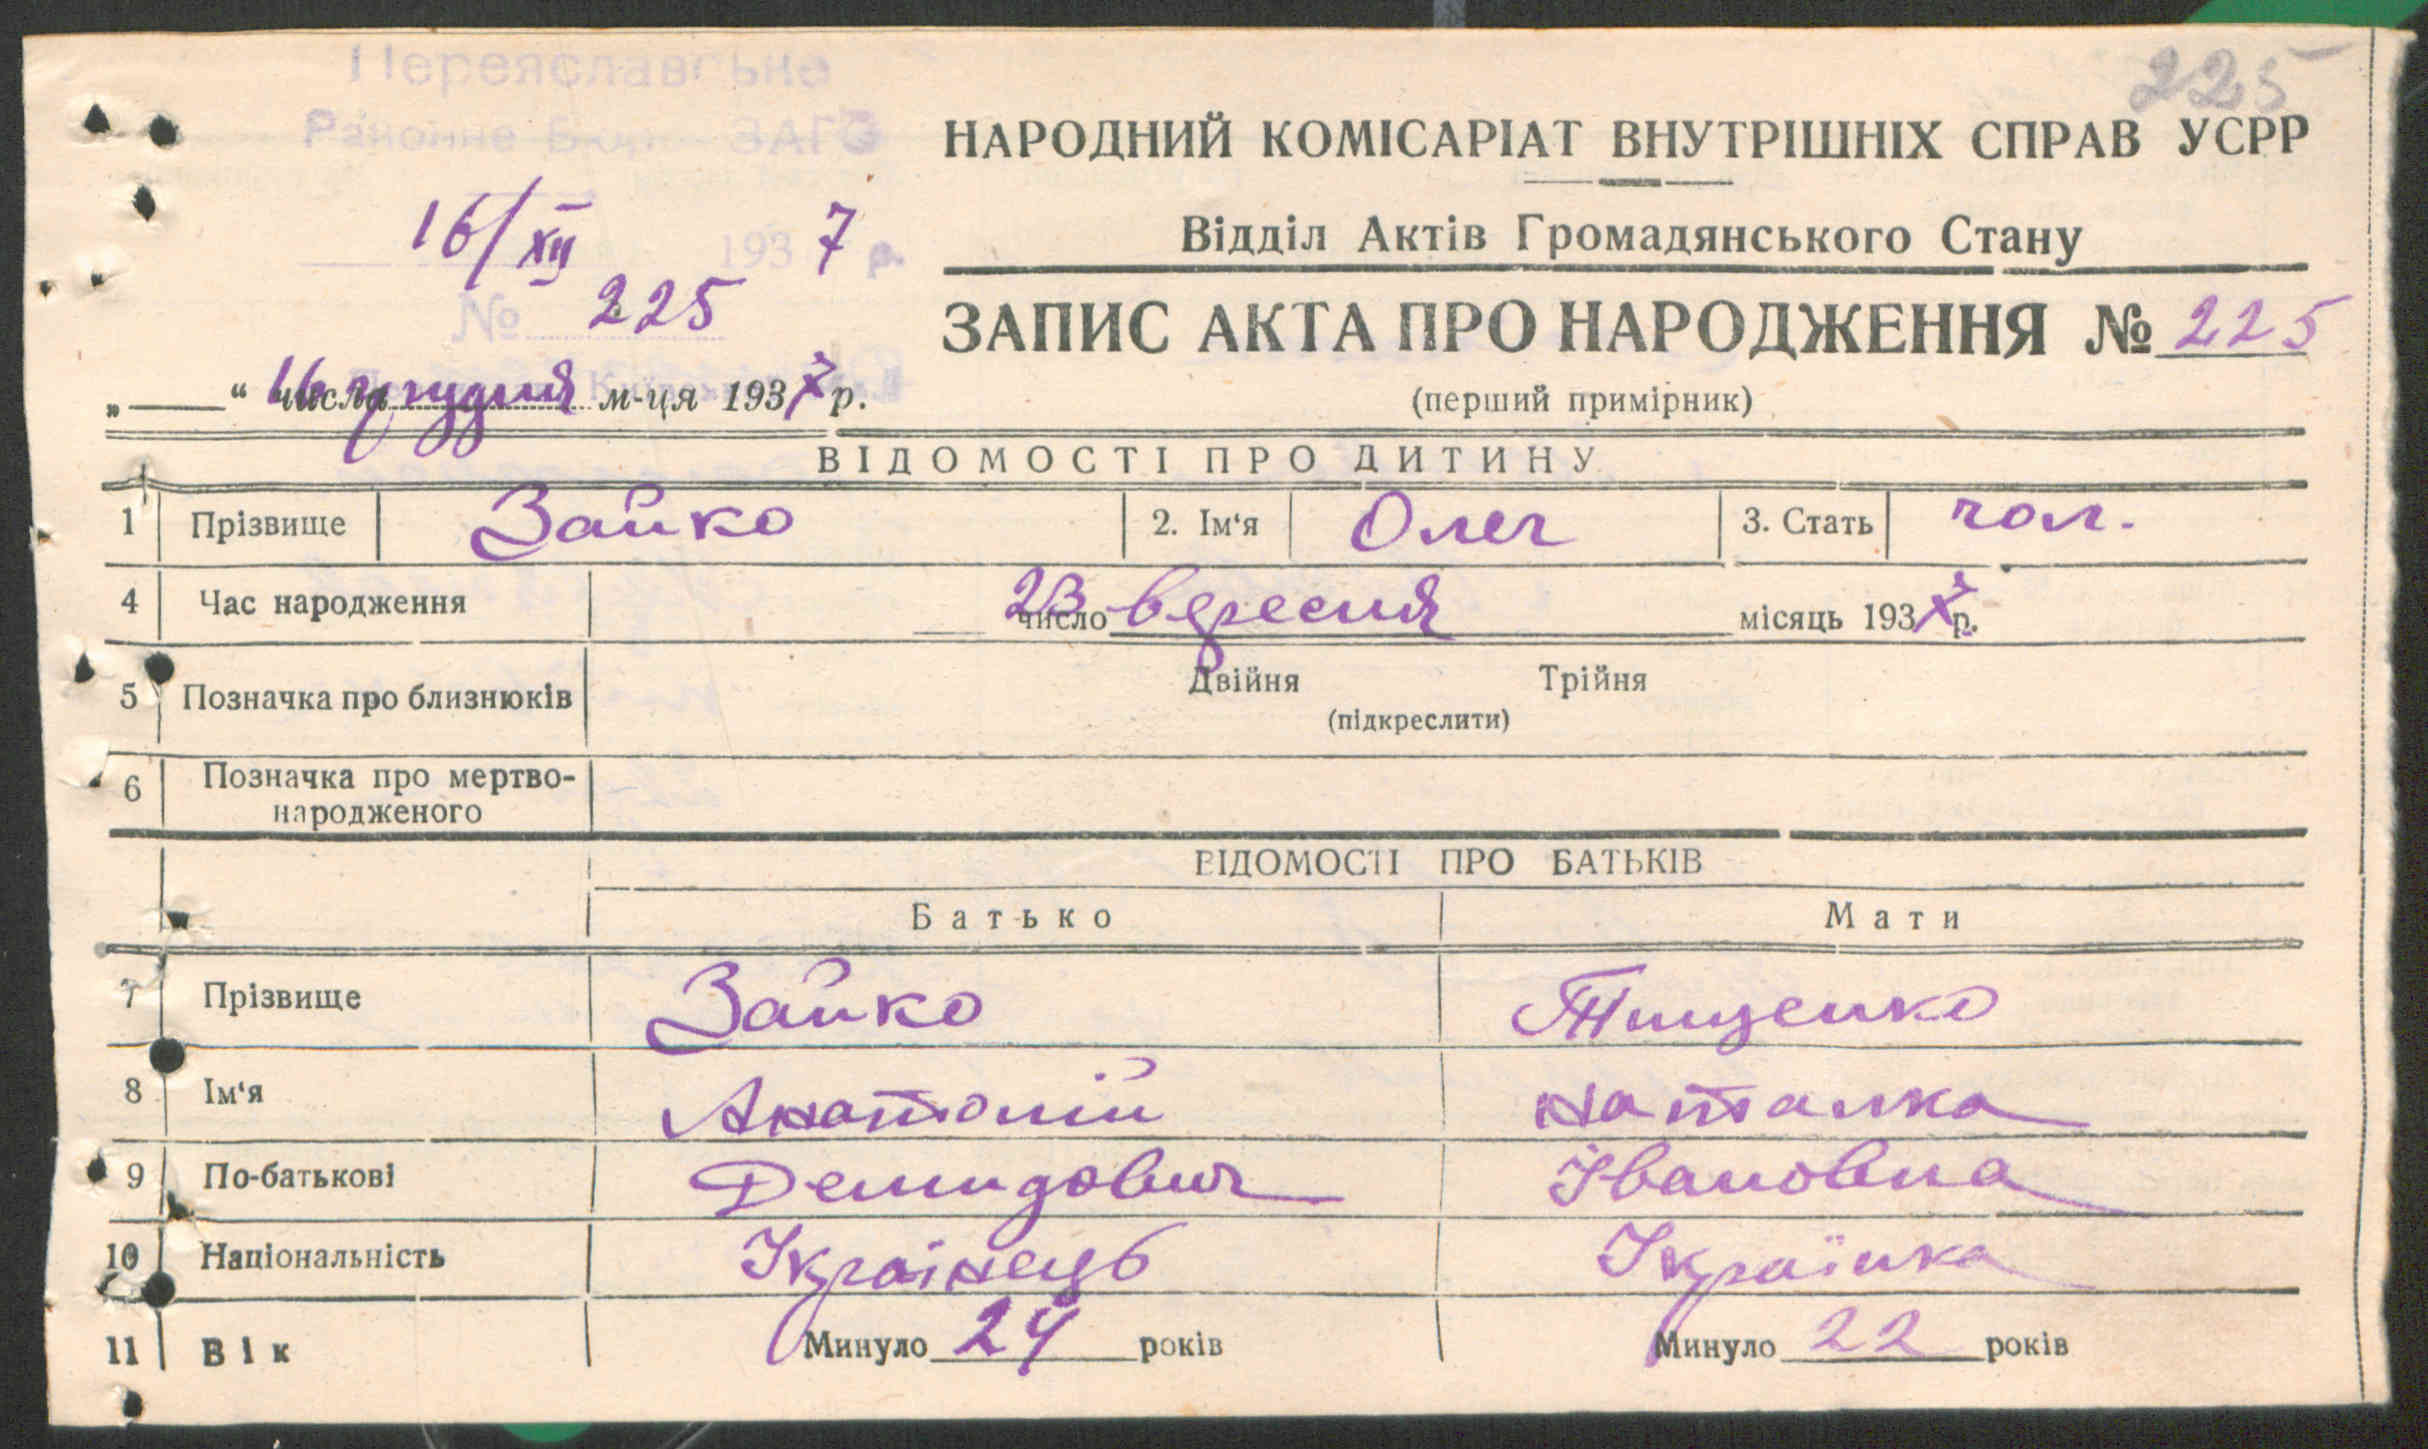 225
Переяславське
Районне Бюро ЗАГС
НАРОДНИЙ КОМІСАРІАТ ВНУТРІШНІХ СПРАВ УСРР
16/XII 1937 р.
Відділ Актів Громадянського Стану
№ 225
ЗАПИС АКТА ПРО НАРОДЖЕННЯ № 225
„——“ 16 числа грудня м-ця 1937 р.
(перший примірник)
ВІДОМОСТІ ПРО ДИТИНУ
1 Прізвище Зайко 2. Ім‘я Олег 3. Стать чол.
4 Час народження 23 число вересня місяць 1937 р.
5 Позначка про близнюків Двійня Трійня
(підкреслити)
6 Позначка про мертво-
народженого
ВІДОМОСТІ ПРО БАТЬКІВ
Батько Мати
7 Прізвище Зайко Тищенко
8 Ім‘я Анатолій Наталка
9 По-батькові Демидович Івановна
10 Національність Українець Українка
11 Вік Минуло 24 років Минуло 22 років